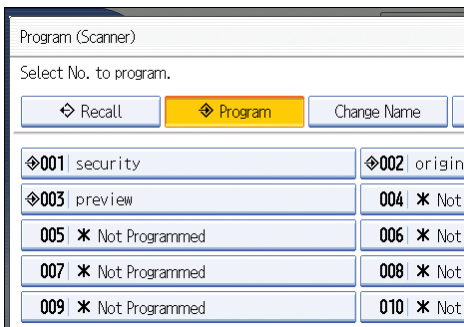 Program (Scanner)
Select No. to program.
Recall Program Change Name
001 security 002 origin
003 preview 004 * Not
005 * Not Programmed 006 * Not
007 * Not Programmed 008 * Not
009 * Not Programmed 010 * Not